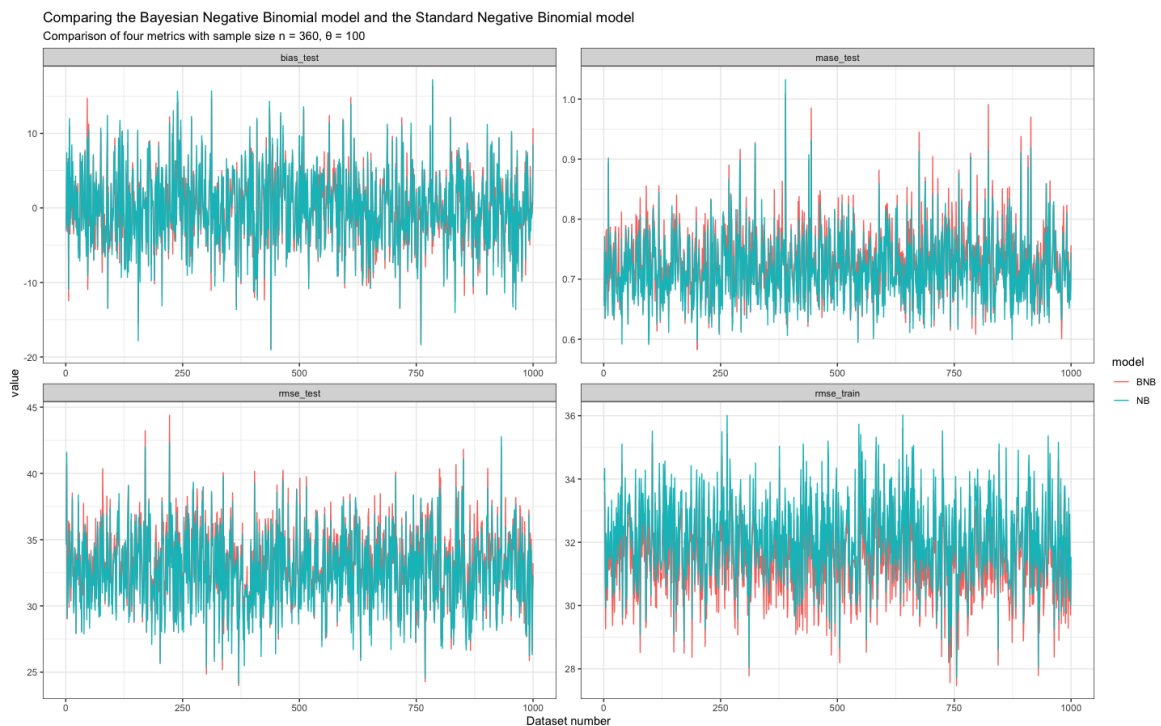 Comparing the Bayesian Negative Binomial model and the Standard Negative Binomial model
Comparison of four metrics with sample size n = 360, θ = 100
bias_test
mase_test
10
0
-10
-20
0 250 500 750 1000
1.0
0.9
0.8
0.7
0.6
0 250 500 750 1000
value
rmse_test
rmse_train
45
40
35
30
25
0 250 500 750 1000
36
34
32
30
28
0 250 500 750 1000
Dataset number
model
BNB
NB